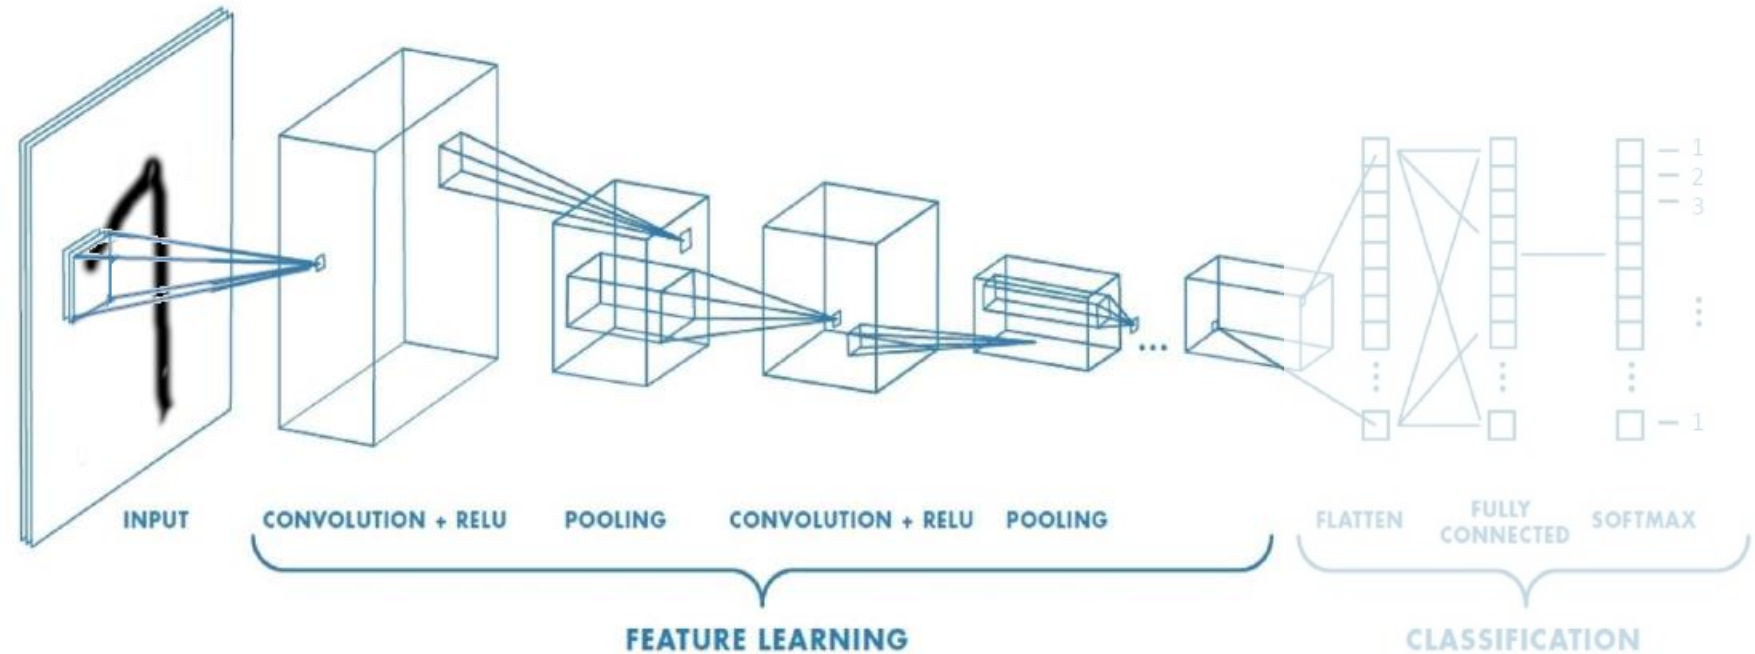 1
2
3
1
INPUT
CONVOLUTION + RELU
POOLING
CONVOLUTION + RELU
POOLING
FLATTEN
FULLY
CONNECTED
SOFTMAX
FEATURE LEARNING
CLASSIFICATION